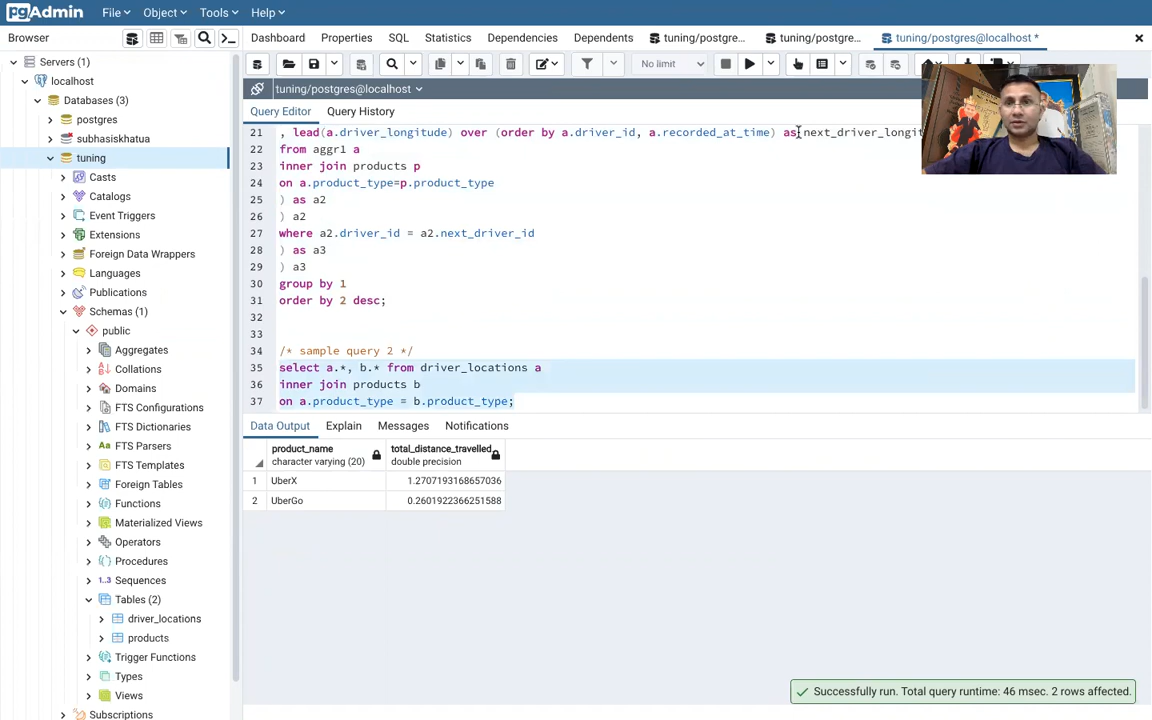 pgAdmin
File
Object
Tools
Help
Browser
Dashboard
Properties
SQL
Statistics
Dependencies
Dependents
tuning/postgre...
tuning/postgre...
tuning/postgres@localhost *
No limit
tuning/postgres@localhost
Query Editor
Query History
Servers (1)
localhost
Databases (3)
postgres
subhasiskhatua
tuning
Casts
Catalogs
Event Triggers
Extensions
Foreign Data Wrappers
Languages
Publications
Schemas (1)
public
Aggregates
Collations
Domains
FTS Configurations
FTS Dictionaries
FTS Parsers
FTS Templates
Foreign Tables
Functions
Materialized Views
Operators
Procedures
1..3 Sequences
Tables (2)
driver_locations
products
Trigger Functions
Types
Views
Subscriptions
21 , lead(a.driver_longitude) over (order by a.driver_id, a.recorded_at_time) as next_driver_longit
22 from aggr1 a
23 inner join products p
24 on a.product_type=p.product_type
25 ) as a2
26 ) a2
27 where a2.driver_id = a2.next_driver_id
28 ) as a3
29 ) a3
30 group by 1
31 order by 2 desc;
32
33
34 /* sample query 2 */
35 select a.*, b.* from driver_locations a
36 inner join products b
37 on a.product_type = b.product_type;
Data Output
Explain
Messages
Notifications
product_name
character varying (20)
total_distance_travelled
double precision
1 UberX 1.2707193168657036
2 UberGo 0.2601922366251588
Successfully run. Total query runtime: 46 msec. 2 rows affected.